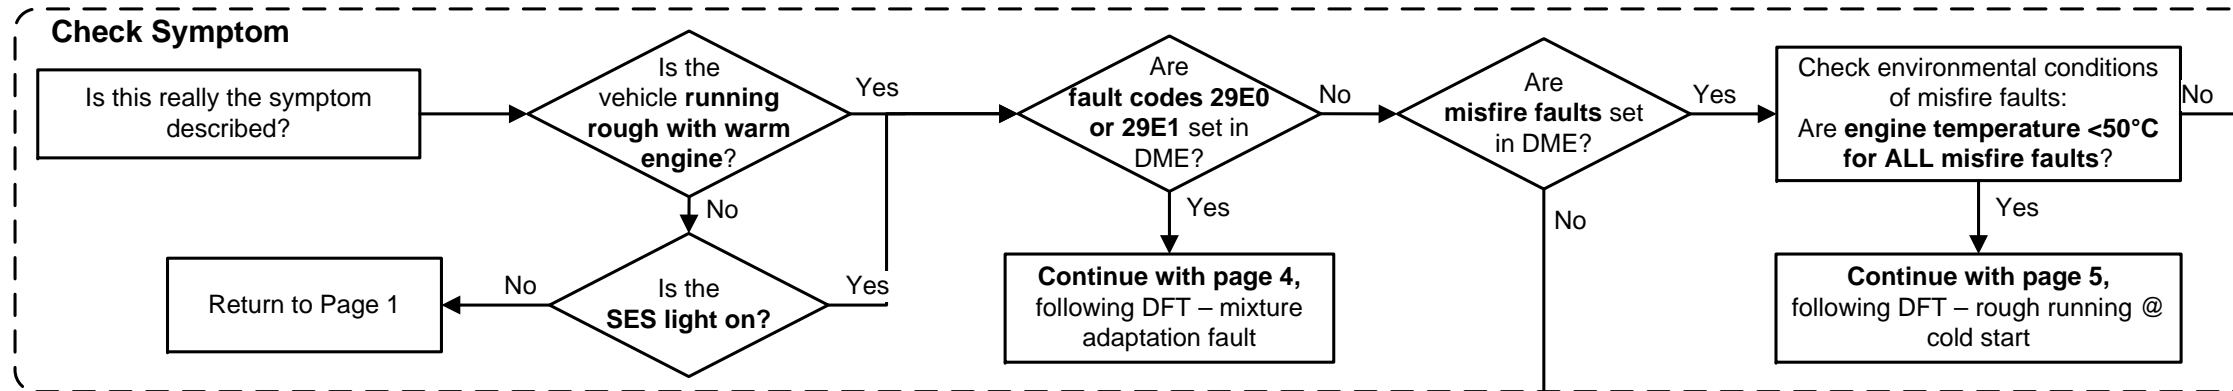 Check Symptom
Is this really the symptom
described?
Is the
vehicle running
rough with warm
engine?
Yes
No
Is the
SES light on?
No
Yes
Return to Page 1
Are
fault codes 29E0
or 29E1 set in
DME?
No
Yes
Continue with page 4,
following DFT – mixture
adaptation fault
Are
misfire faults set
in DME?
Yes
No
Check environmental conditions
of misfire faults:
Are engine temperature <50°C
for ALL misfire faults?
No
Yes
Continue with page 5,
following DFT – rough running @
cold start